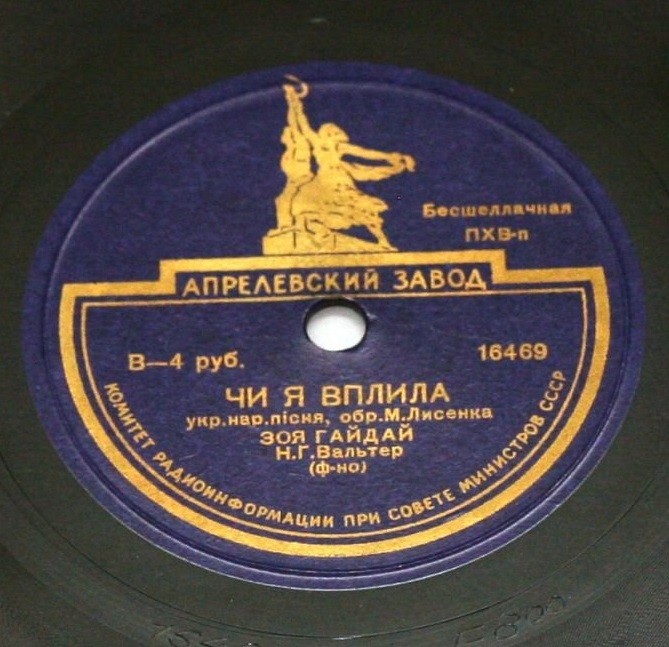 Бесшеллачная
ПХВ-п
АПРЕЛЕВСКИЙ ЗАВОД
В—4 руб.
16469
ЧИ Я ВПЛИЛА
укр.нар.пісня, обр.М.Лисенка
ЗОЯ ГАЙДАЙ
Н.Г.Вальтер
(ф-но)
КОМИТЕТ РАДИОИНФОРМАЦИИ ПРИ СОВЕТЕ МИНИСТРОВ СССР